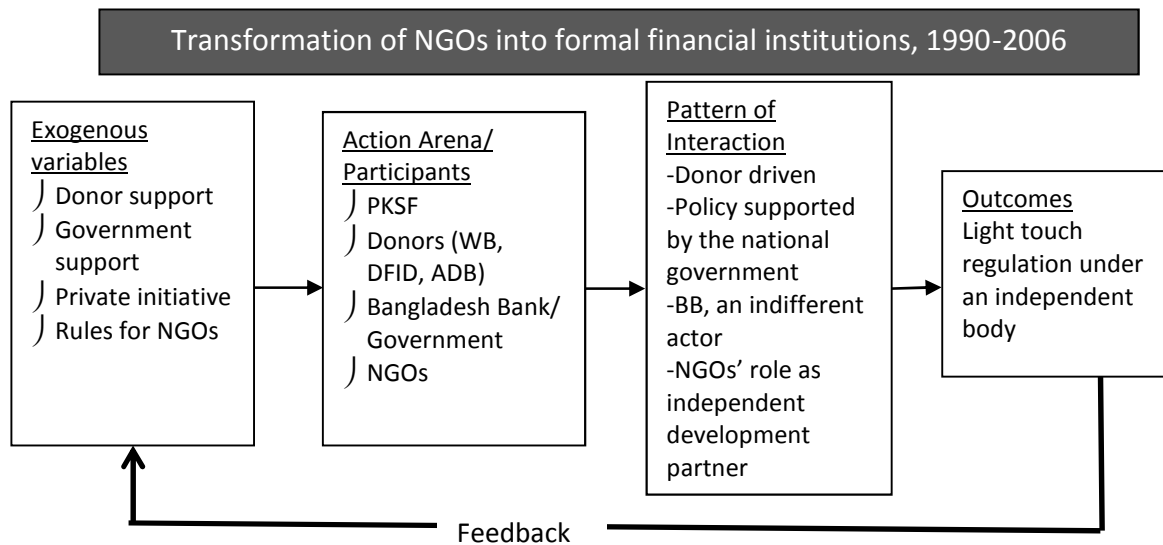 Transformation of NGOs into formal financial institutions, 1990-2006
Exogenous
variables
Donor support
Government
support
Private initiative
Rules for NGOs
Action Arena/
Participants
PKSF
Donors (WB,
DFID, ADB)
Bangladesh Bank/
Government
NGOs
Pattern of
Interaction
-Donor driven
-Policy supported
by the national
government
-BB, an indifferent
actor
-NGOs’ role as
independent
development
partner
Outcomes
Light touch
regulation under
an independent
body
Feedback